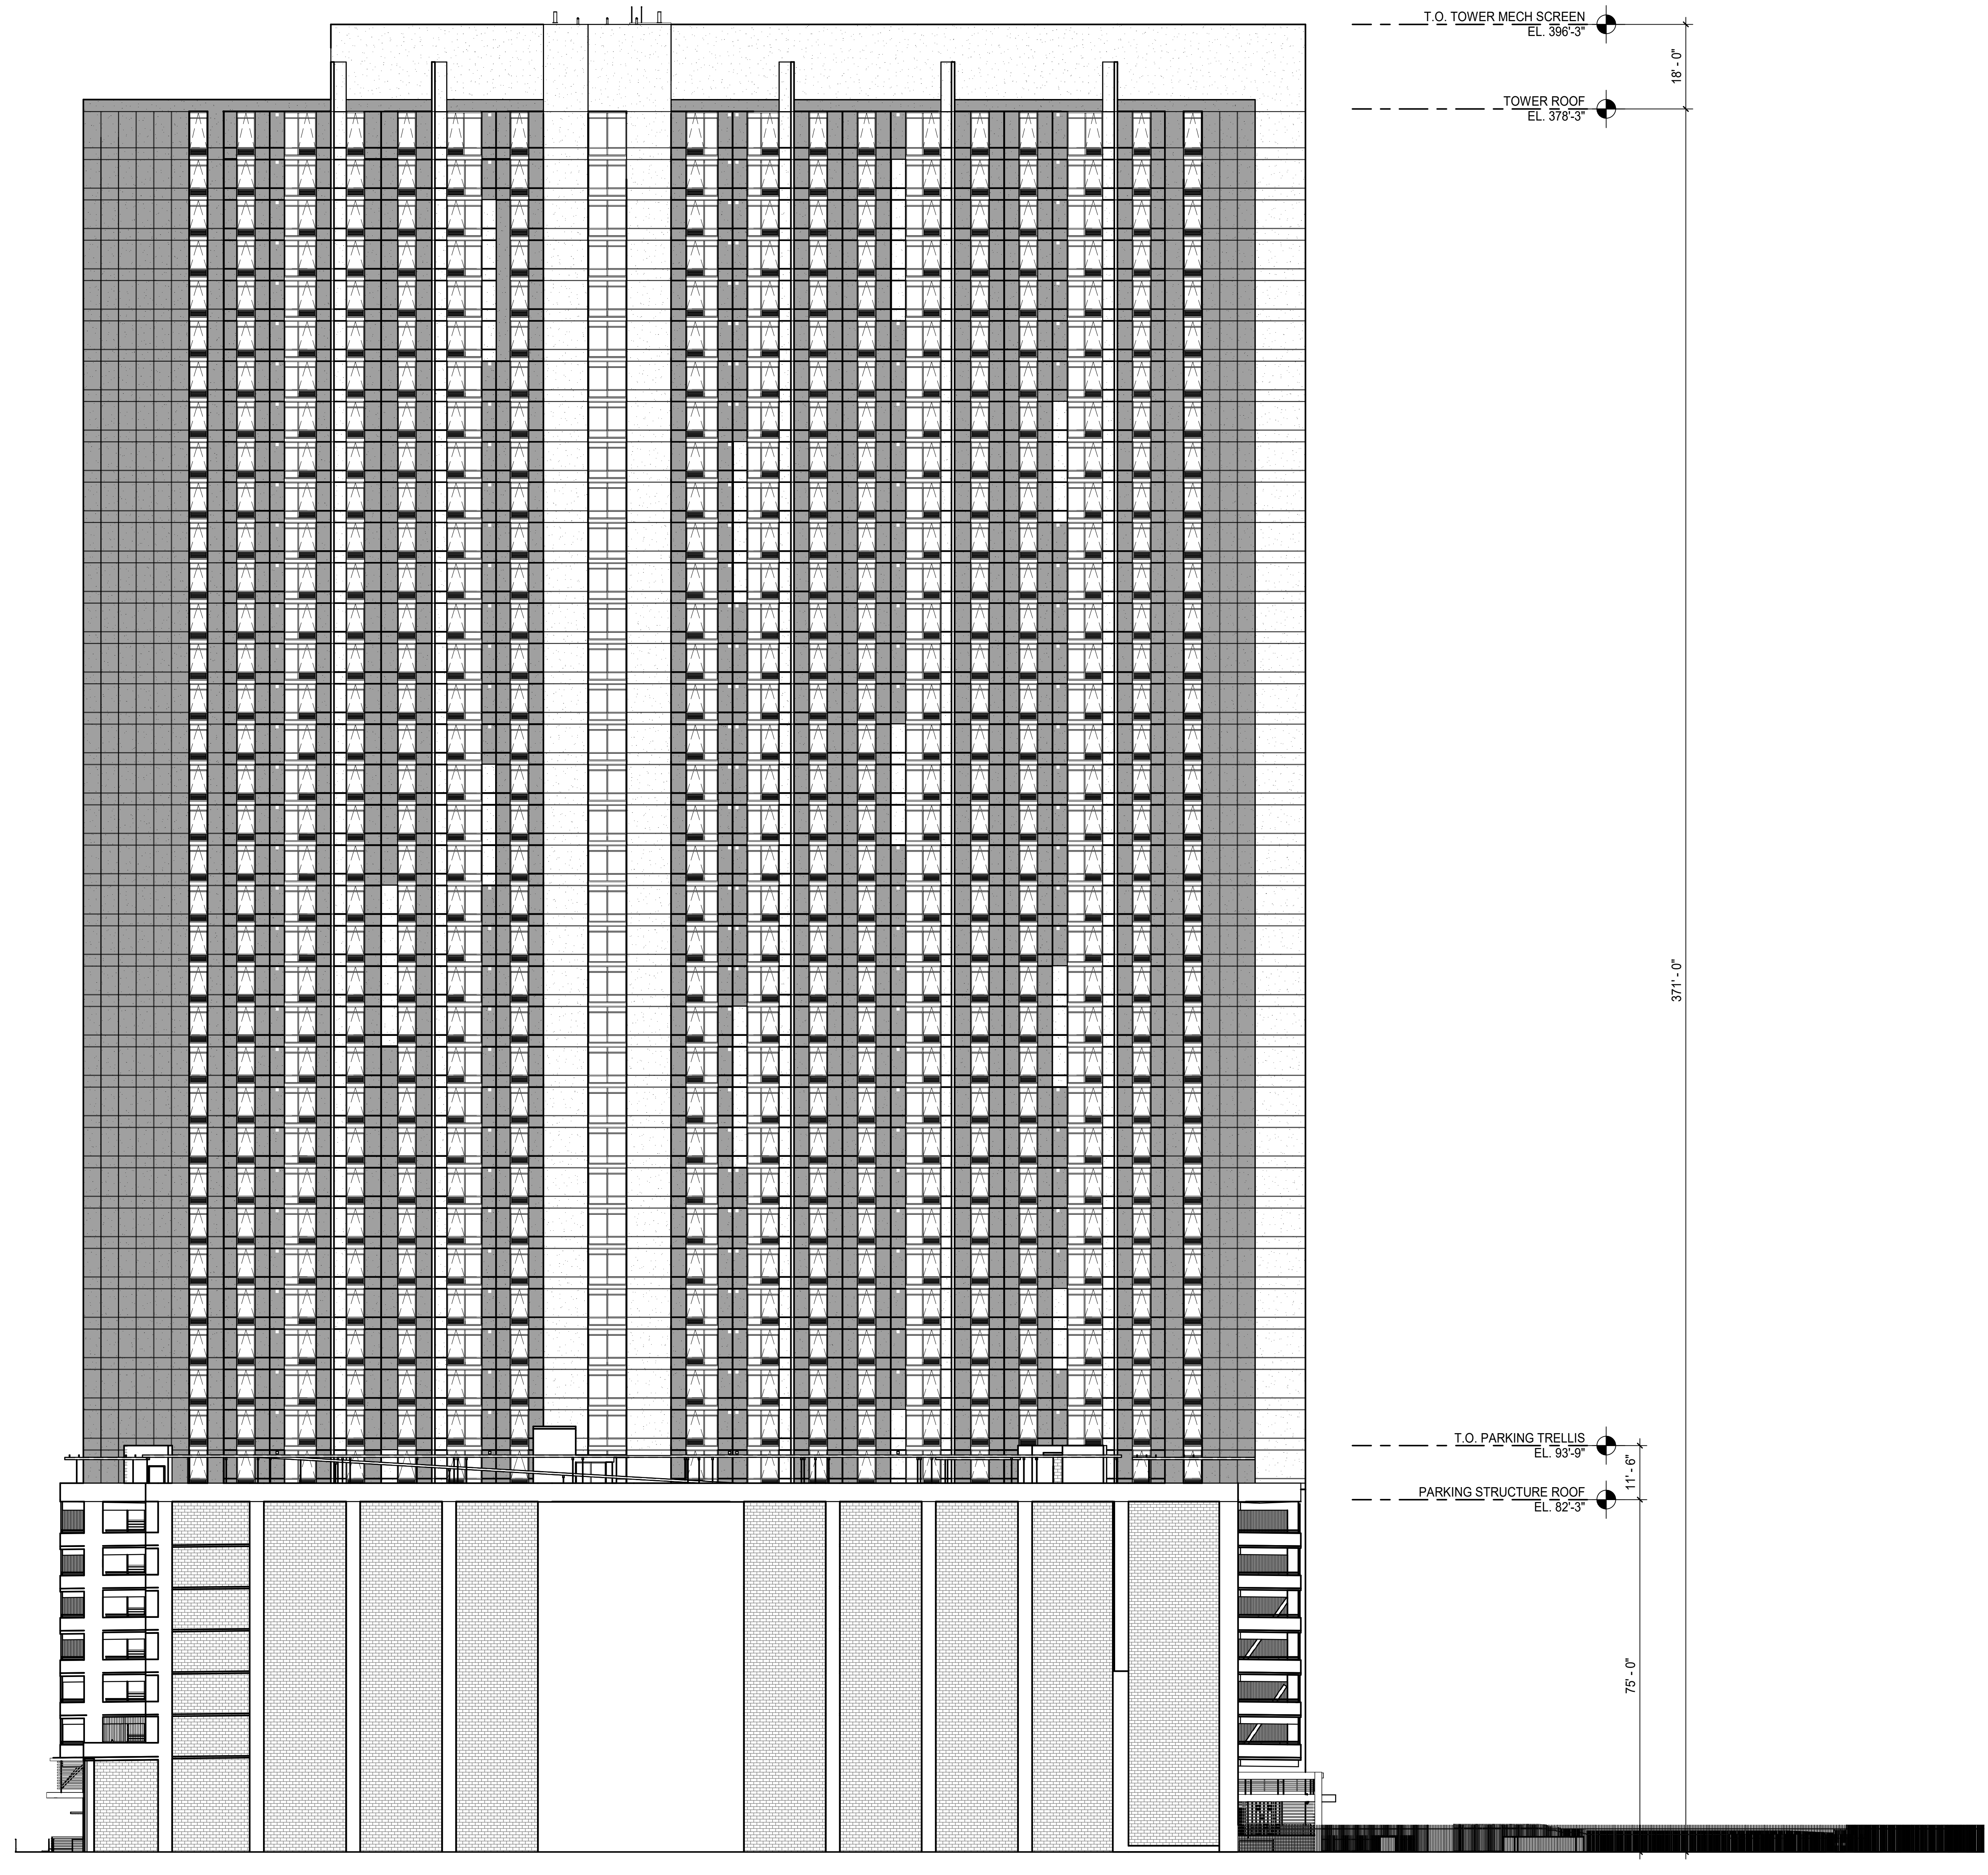 T.O. TOWER MECH SCREEN
EL. 396'-3"
18' - 0"
TOWER ROOF
EL. 378'-3"
371' - 0"
T.O. PARKING TRELLIS
EL. 93'-9"
11' - 6"
PARKING STRUCTURE ROOF
EL. 82'-3"
75' - 0"